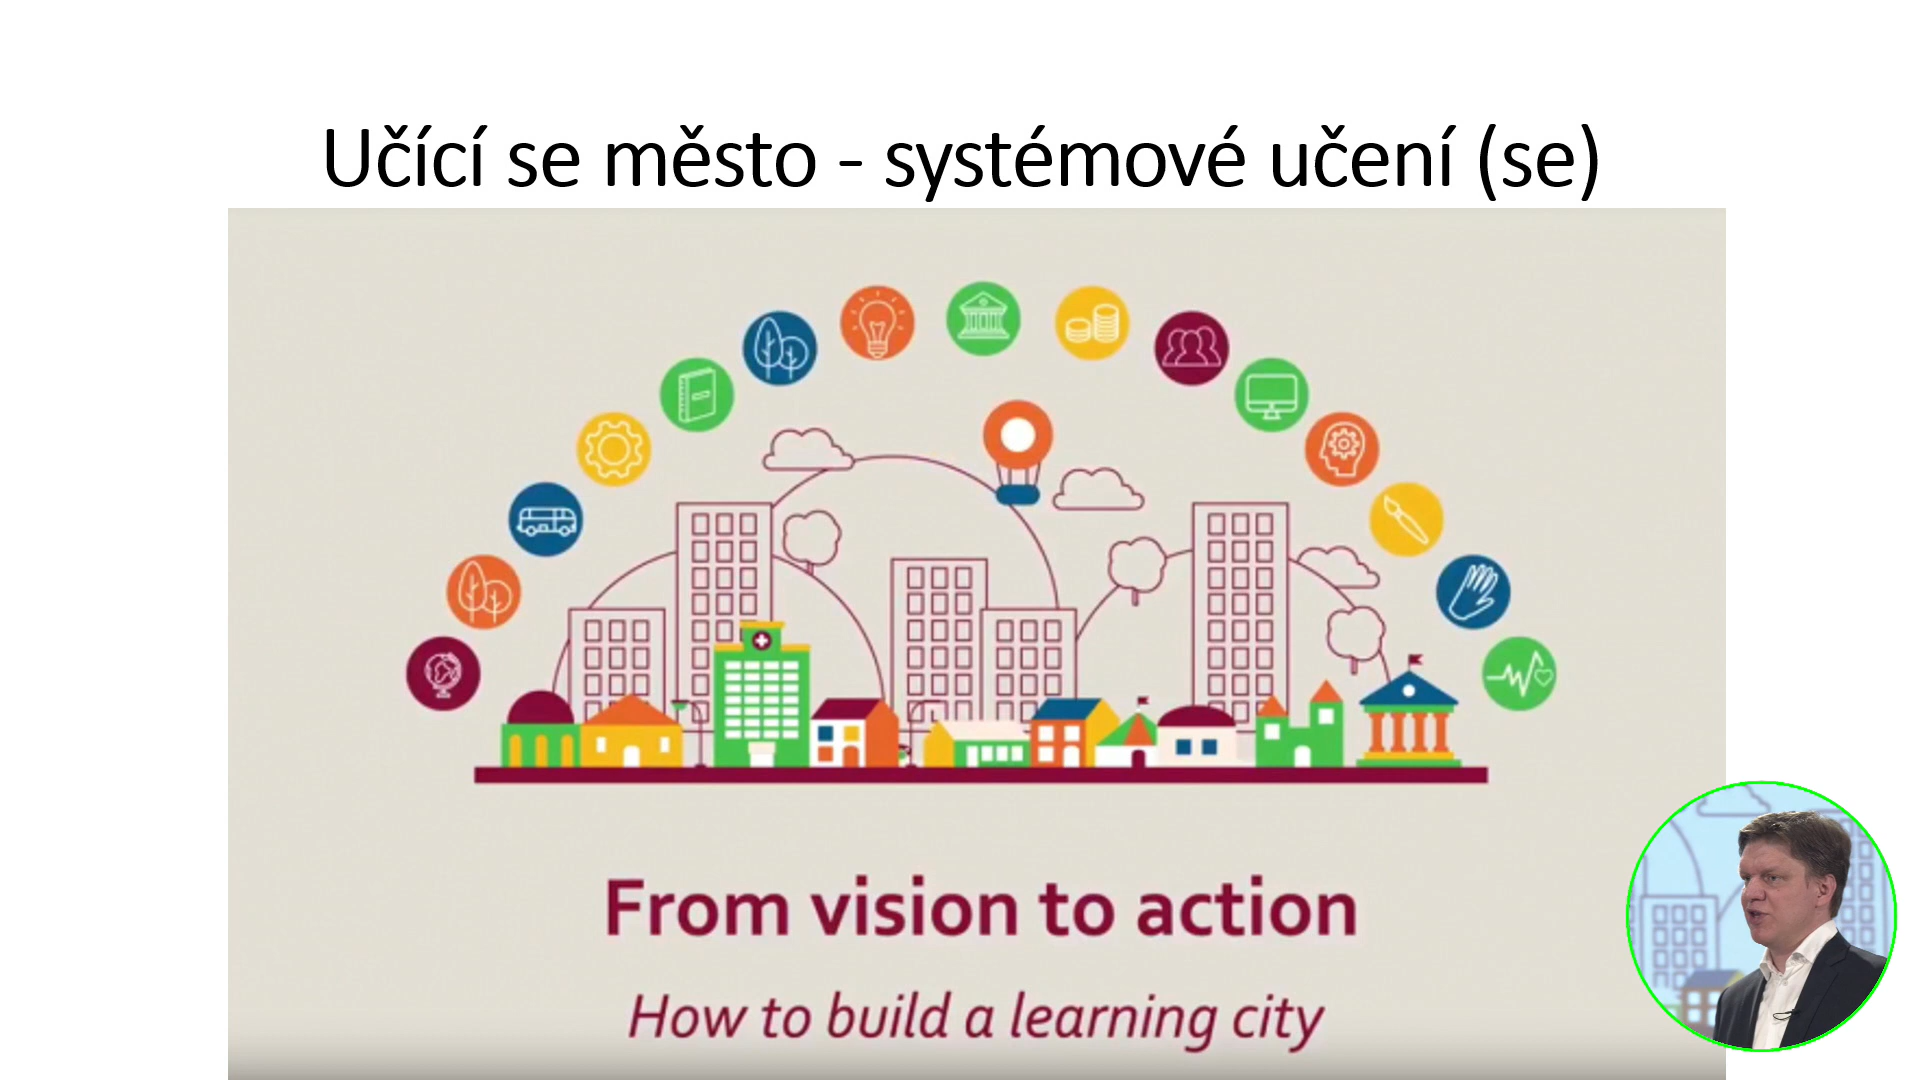 Učící se město - systémové učení (se)
From vision to action
How to build a learning city